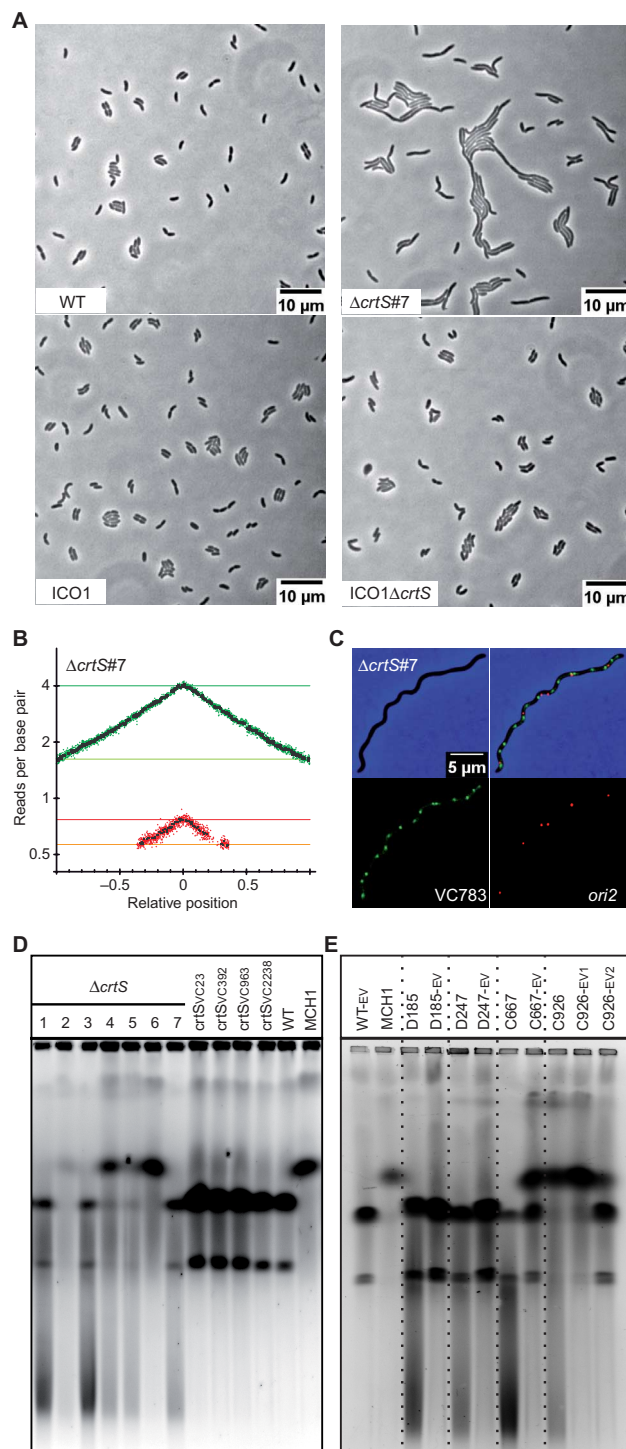 A
WT
10 µm
ΔcrtS#7
10 µm
ICO1
10 µm
ICO1ΔcrtS
10 µm
B
ΔcrtS#7
Reads per base pair
4
2
1
0.5
−0.5
0
0.5
Relative position
C
ΔcrtS#7
5 µm
VC783
ori2
D
ΔcrtS
1 2 3 4 5 6 7
crtSVC23
crtSVC392
crtSVC963
crtSVC2238
WT
MCH1
E
WT-EV
MCH1
D185
D185-EV
D247
D247-EV
C667
C667-EV
C926
C926-EV1
C926-EV2